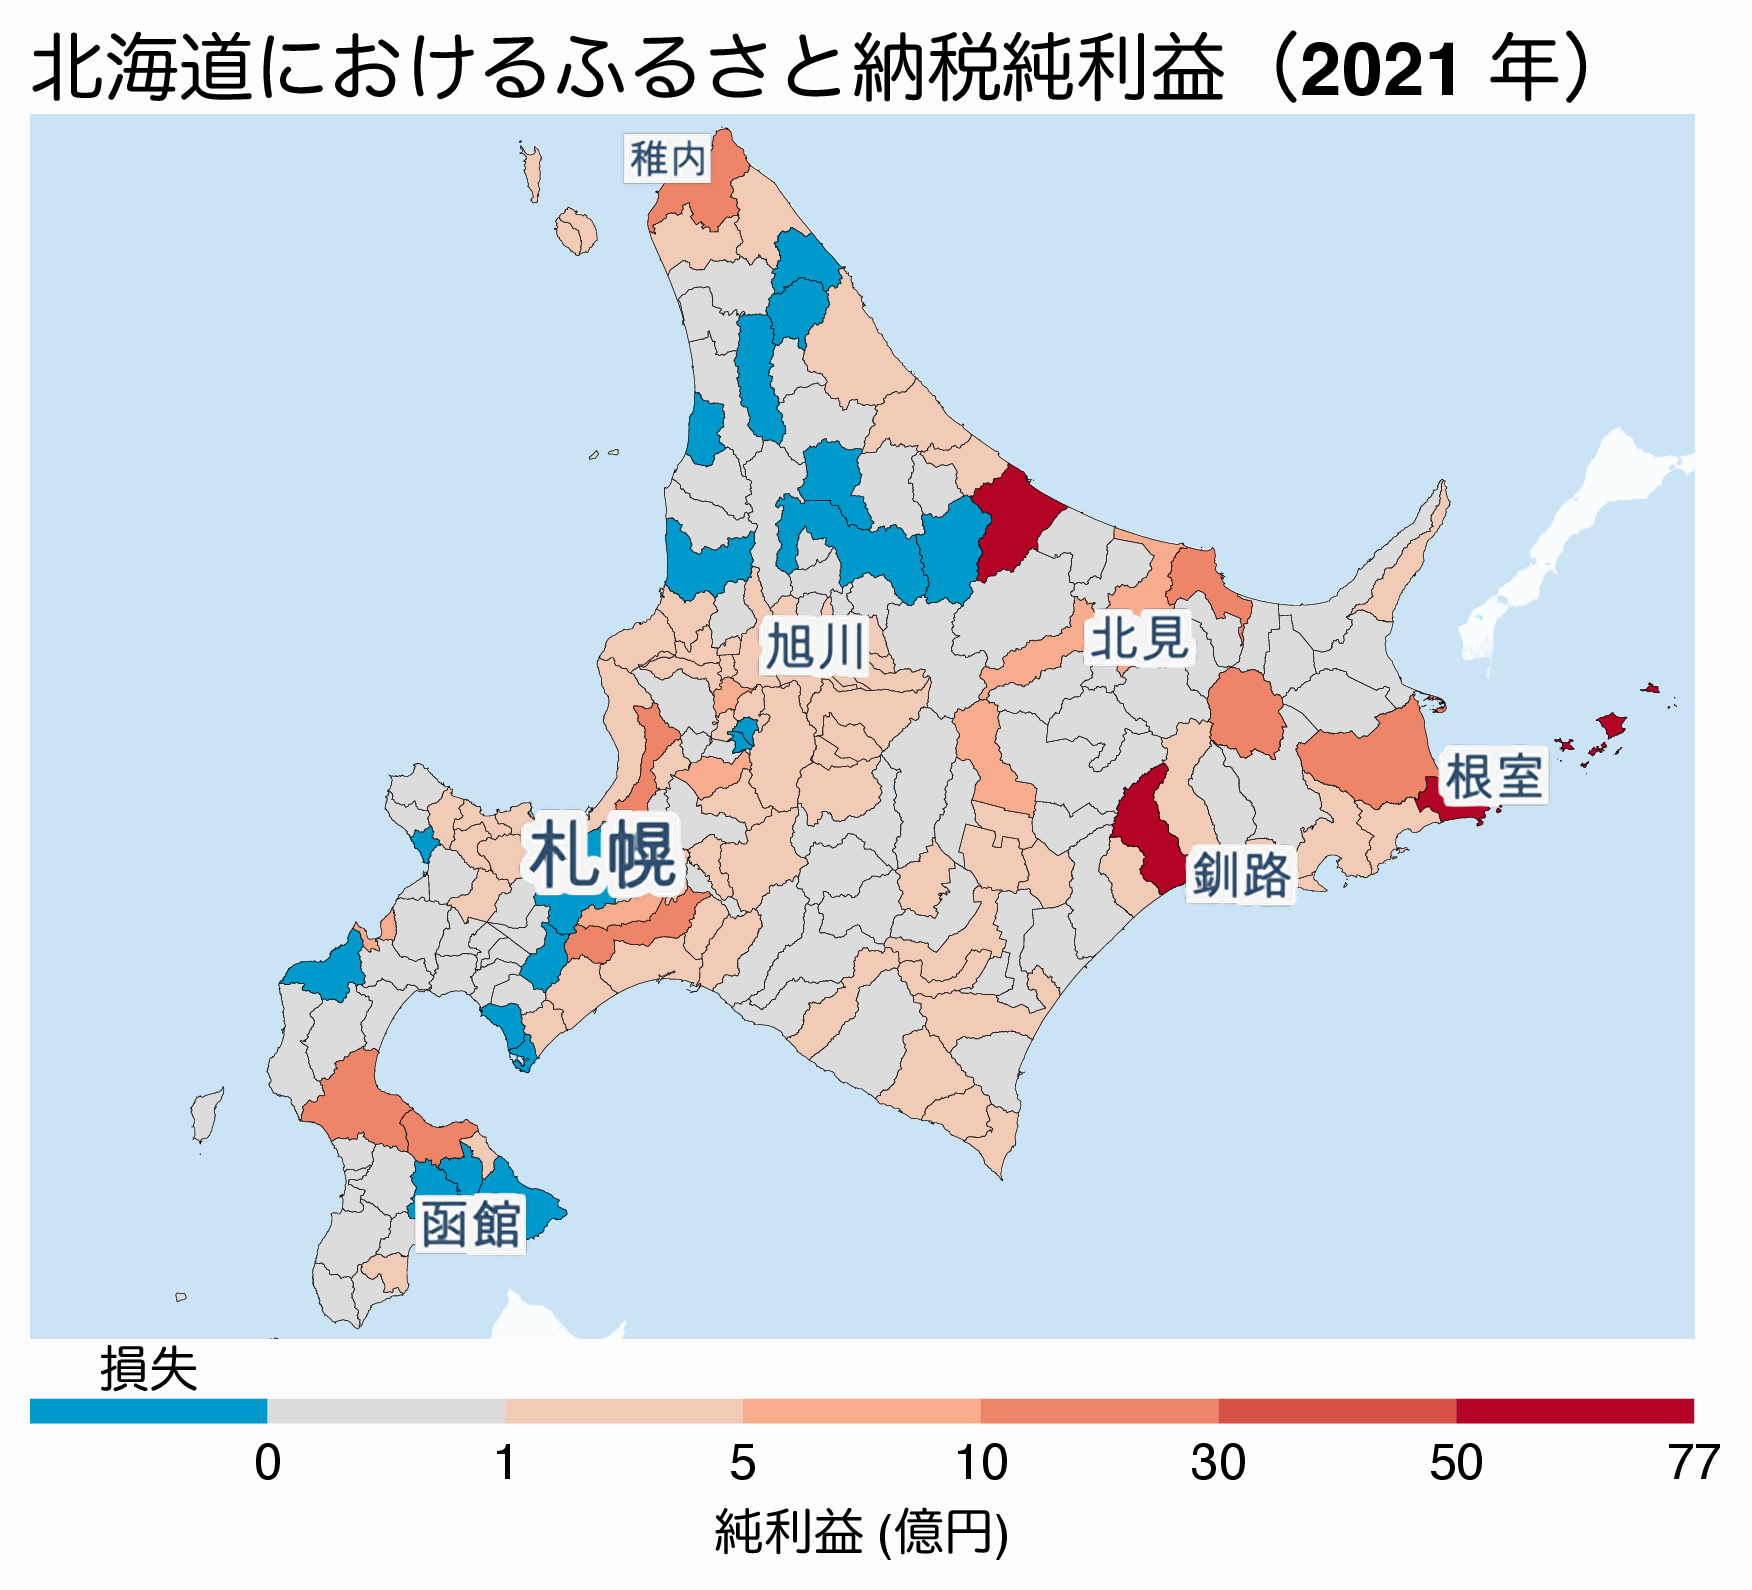 北海道におけるふるさと納税純利益（2021 年）
稚内
旭川
北見
根室
札幌
釧路
函館
損失
0 1 5 10 30 50 77
純利益 (億円)